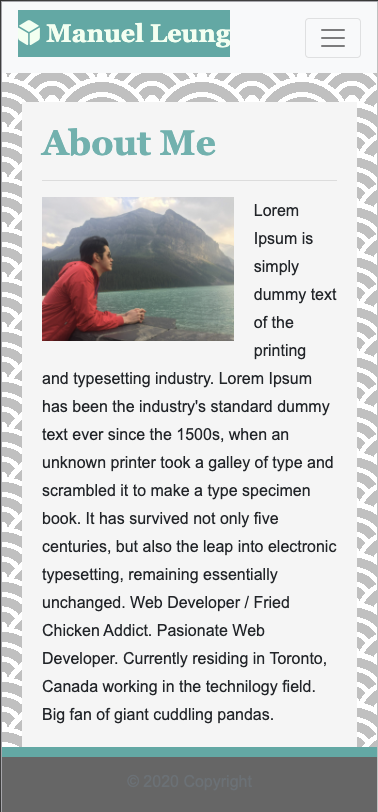 Manuel Leung
About Me
Lorem
Ipsum is
simply
dummy text
of the
printing
and typesetting industry. Lorem Ipsum
has been the industry's standard dummy
text ever since the 1500s, when an
unknown printer took a galley of type and
scrambled it to make a type specimen
book. It has survived not only five
centuries, but also the leap into electronic
typesetting, remaining essentially
unchanged. Web Developer / Fried
Chicken Addict. Pasionate Web
Developer. Currently residing in Toronto,
Canada working in the technilogy field.
Big fan of giant cuddling pandas.
© 2020 Copyright